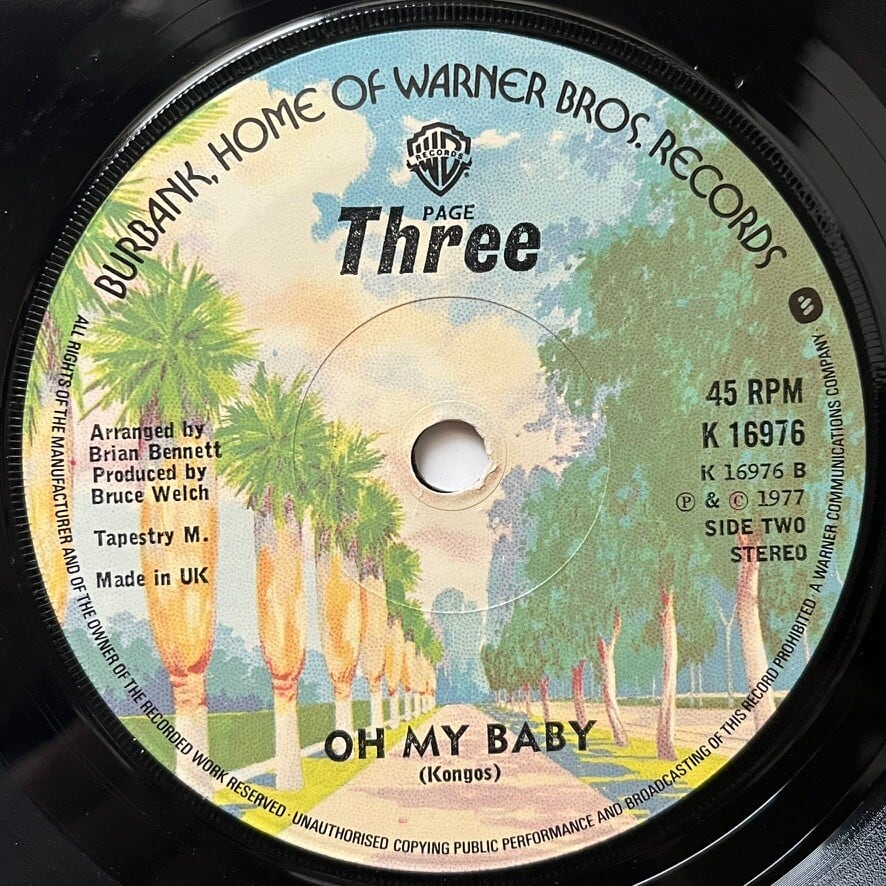 BURBANK, HOME OF WARNER BROS. RECORDS
RECORDS
PAGE
Three
45 RPM
K 16976
K 16976 B
Ⓟ & © 1977
SIDE TWO
STEREO
Arranged by
Brian Bennett
Produced by
Bruce Welch
Tapestry M.
Made in UK
OH MY BABY
(Kongos)
ALL RIGHTS OF THE MANUFACTURER AND OF THE OWNER OF THE RECORDED WORK RESERVED · UNAUTHORISED COPYING PUBLIC PERFORMANCE AND BROADCASTING OF THIS RECORD PROHIBITED · A WARNER COMMUNICATIONS COMPANY